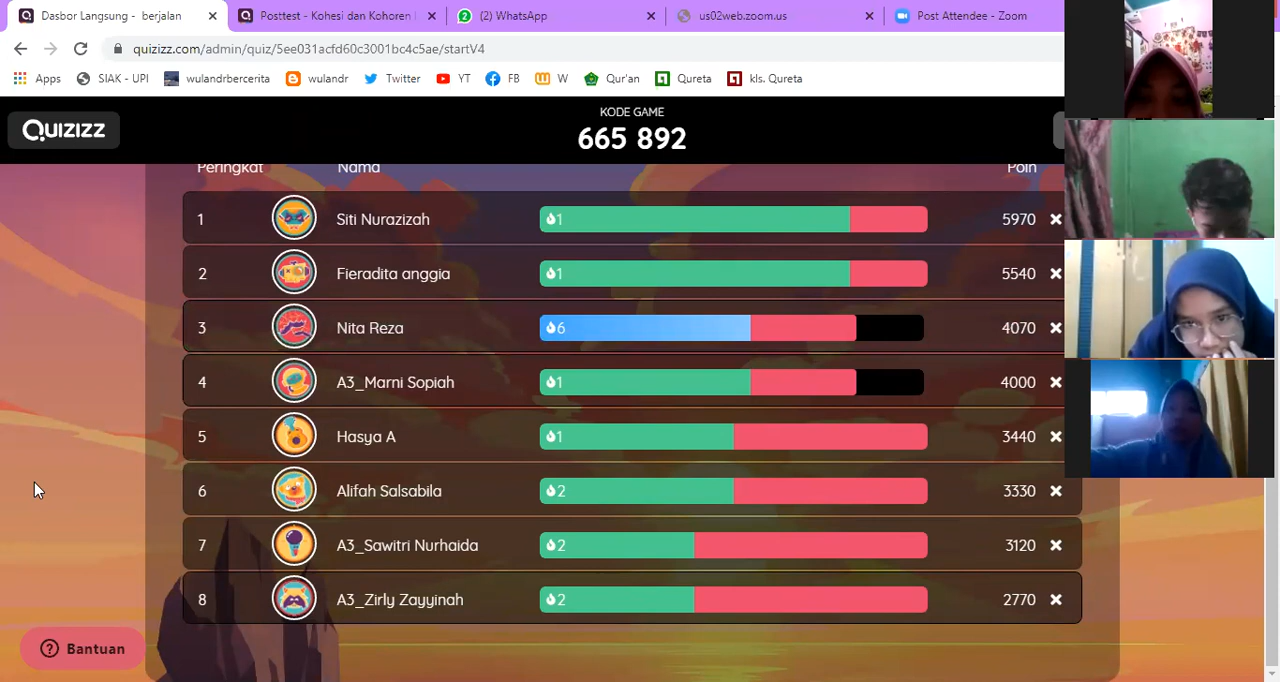 Dasbor Langsung - berjalan
Posttest - Kohesi dan Kohoren
(2) WhatsApp
us02web.zoom.us
Post Attendee - Zoom
quizizz.com/admin/quiz/5ee031acfd60c3001bc4c5ae/startV4
Apps SIAK - UPI wulandrbercerita wulandr Twitter YT FB W Qur'an Qureta kls. Qureta
Quizizz
KODE GAME
665 892
Peringkat Nama Poin
1 Siti Nurazizah 1 5970
2 Fieradita anggia 1 5540
3 Nita Reza 6 4070
4 A3_Marni Sopiah 1 4000
5 Hasya A 1 3440
6 Alifah Salsabila 2 3330
7 A3_Sawitri Nurhaida 2 3120
8 A3_Zirly Zayyinah 2 2770
Bantuan